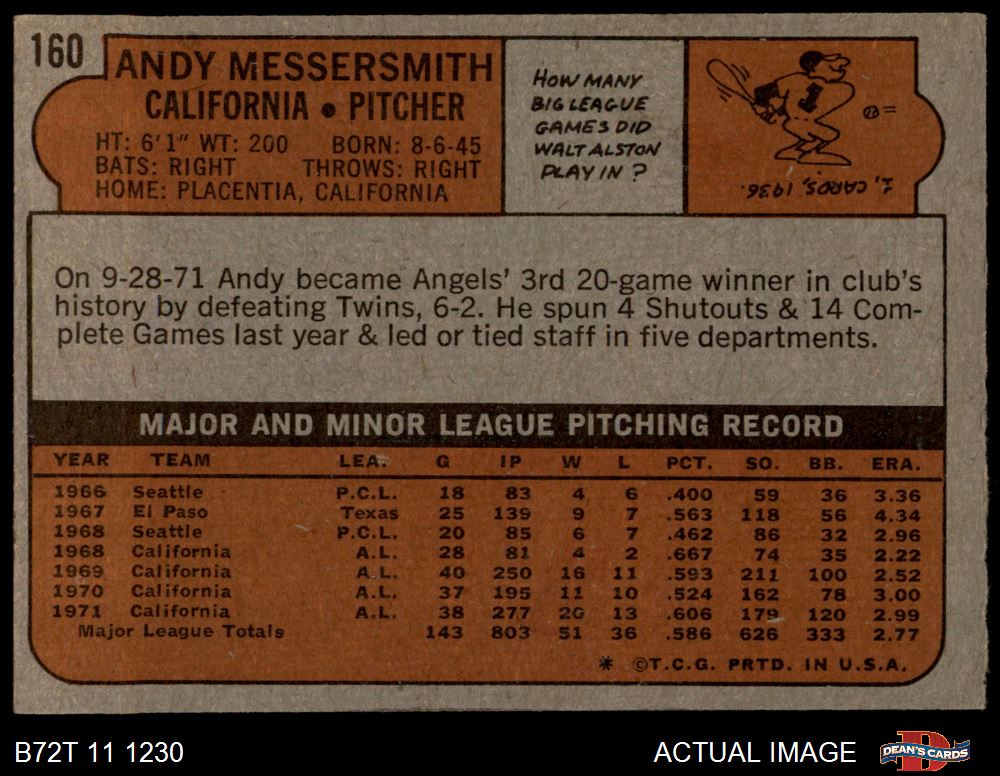 160
ANDY MESSERSMITH
CALIFORNIA • PITCHER
HT: 6'1" WT: 200 BORN: 8-6-45
BATS: RIGHT THROWS: RIGHT
HOME: PLACENTIA, CALIFORNIA
HOW MANY
BIG LEAGUE
GAMES DID
WALT ALSTON
PLAY IN ?
1, CARDS, 1936.
On 9-28-71 Andy became Angels' 3rd 20-game winner in club's
history by defeating Twins, 6-2. He spun 4 Shutouts & 14 Com-
plete Games last year & led or tied staff in five departments.
MAJOR AND MINOR LEAGUE PITCHING RECORD
YEAR TEAM LEA. G IP W L PCT. SO. BB. ERA.
1966 Seattle P.C.L. 18 83 4 6 .400 59 36 3.36
1967 El Paso Texas 25 139 9 7 .563 118 56 4.34
1968 Seattle P.C.L. 20 85 6 7 .462 86 32 2.96
1968 California A.L. 28 81 4 2 .667 74 35 2.22
1969 California A.L. 40 250 16 11 .593 211 100 2.52
1970 California A.L. 37 195 11 10 .524 162 78 3.00
1971 California A.L. 38 277 20 13 .606 179 120 2.99
Major League Totals 143 803 51 36 .586 626 333 2.77
* ©T.C.G. PRTD. IN U.S.A.
B72T 11 1230
ACTUAL IMAGE
DEAN'S CARDS